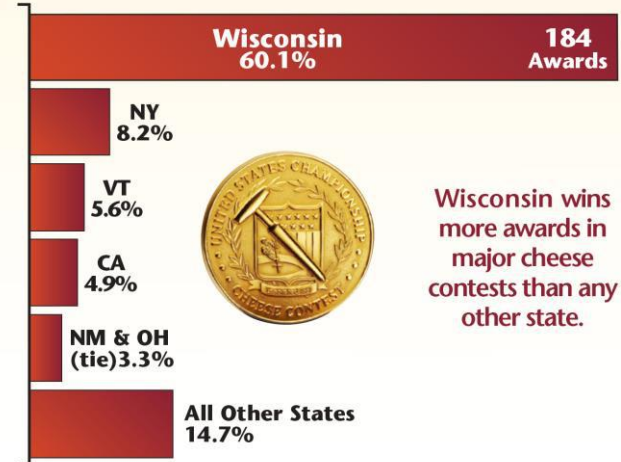 Wisconsin
60.1%
184
Awards
NY
8.2%
VT
5.6%
CA
4.9%
NM & OH
(tie)3.3%
All Other States
14.7%
UNITED STATES CHAMPIONSHIP
CHEESE CONTEST
Wisconsin wins
more awards in
major cheese
contests than any
other state.